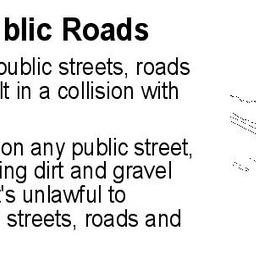 blic Roads
public streets, roads
lt in a collision with
on any public street,
ing dirt and gravel
's unlawful to
streets, roads and